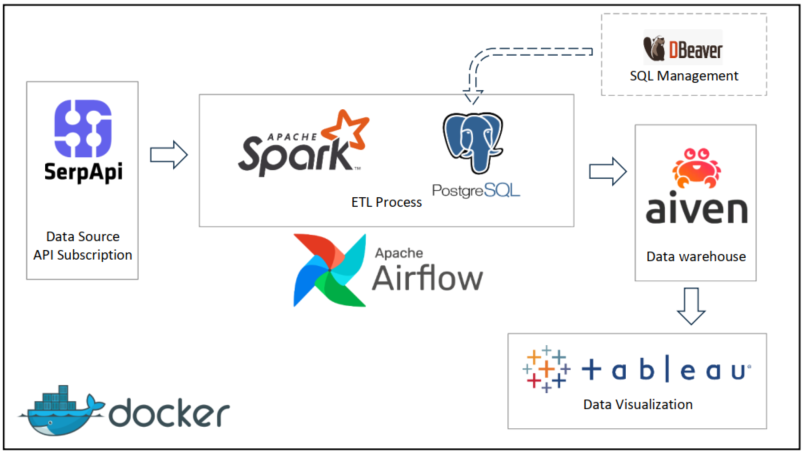 DBeaver
SQL Management
SerpApi
Data Source
API Subscription
APACHE
Spark™
PostgreSQL
ETL Process
Apache
Airflow
aiven
Data warehouse
+ a b l e a u
Data Visualization
docker